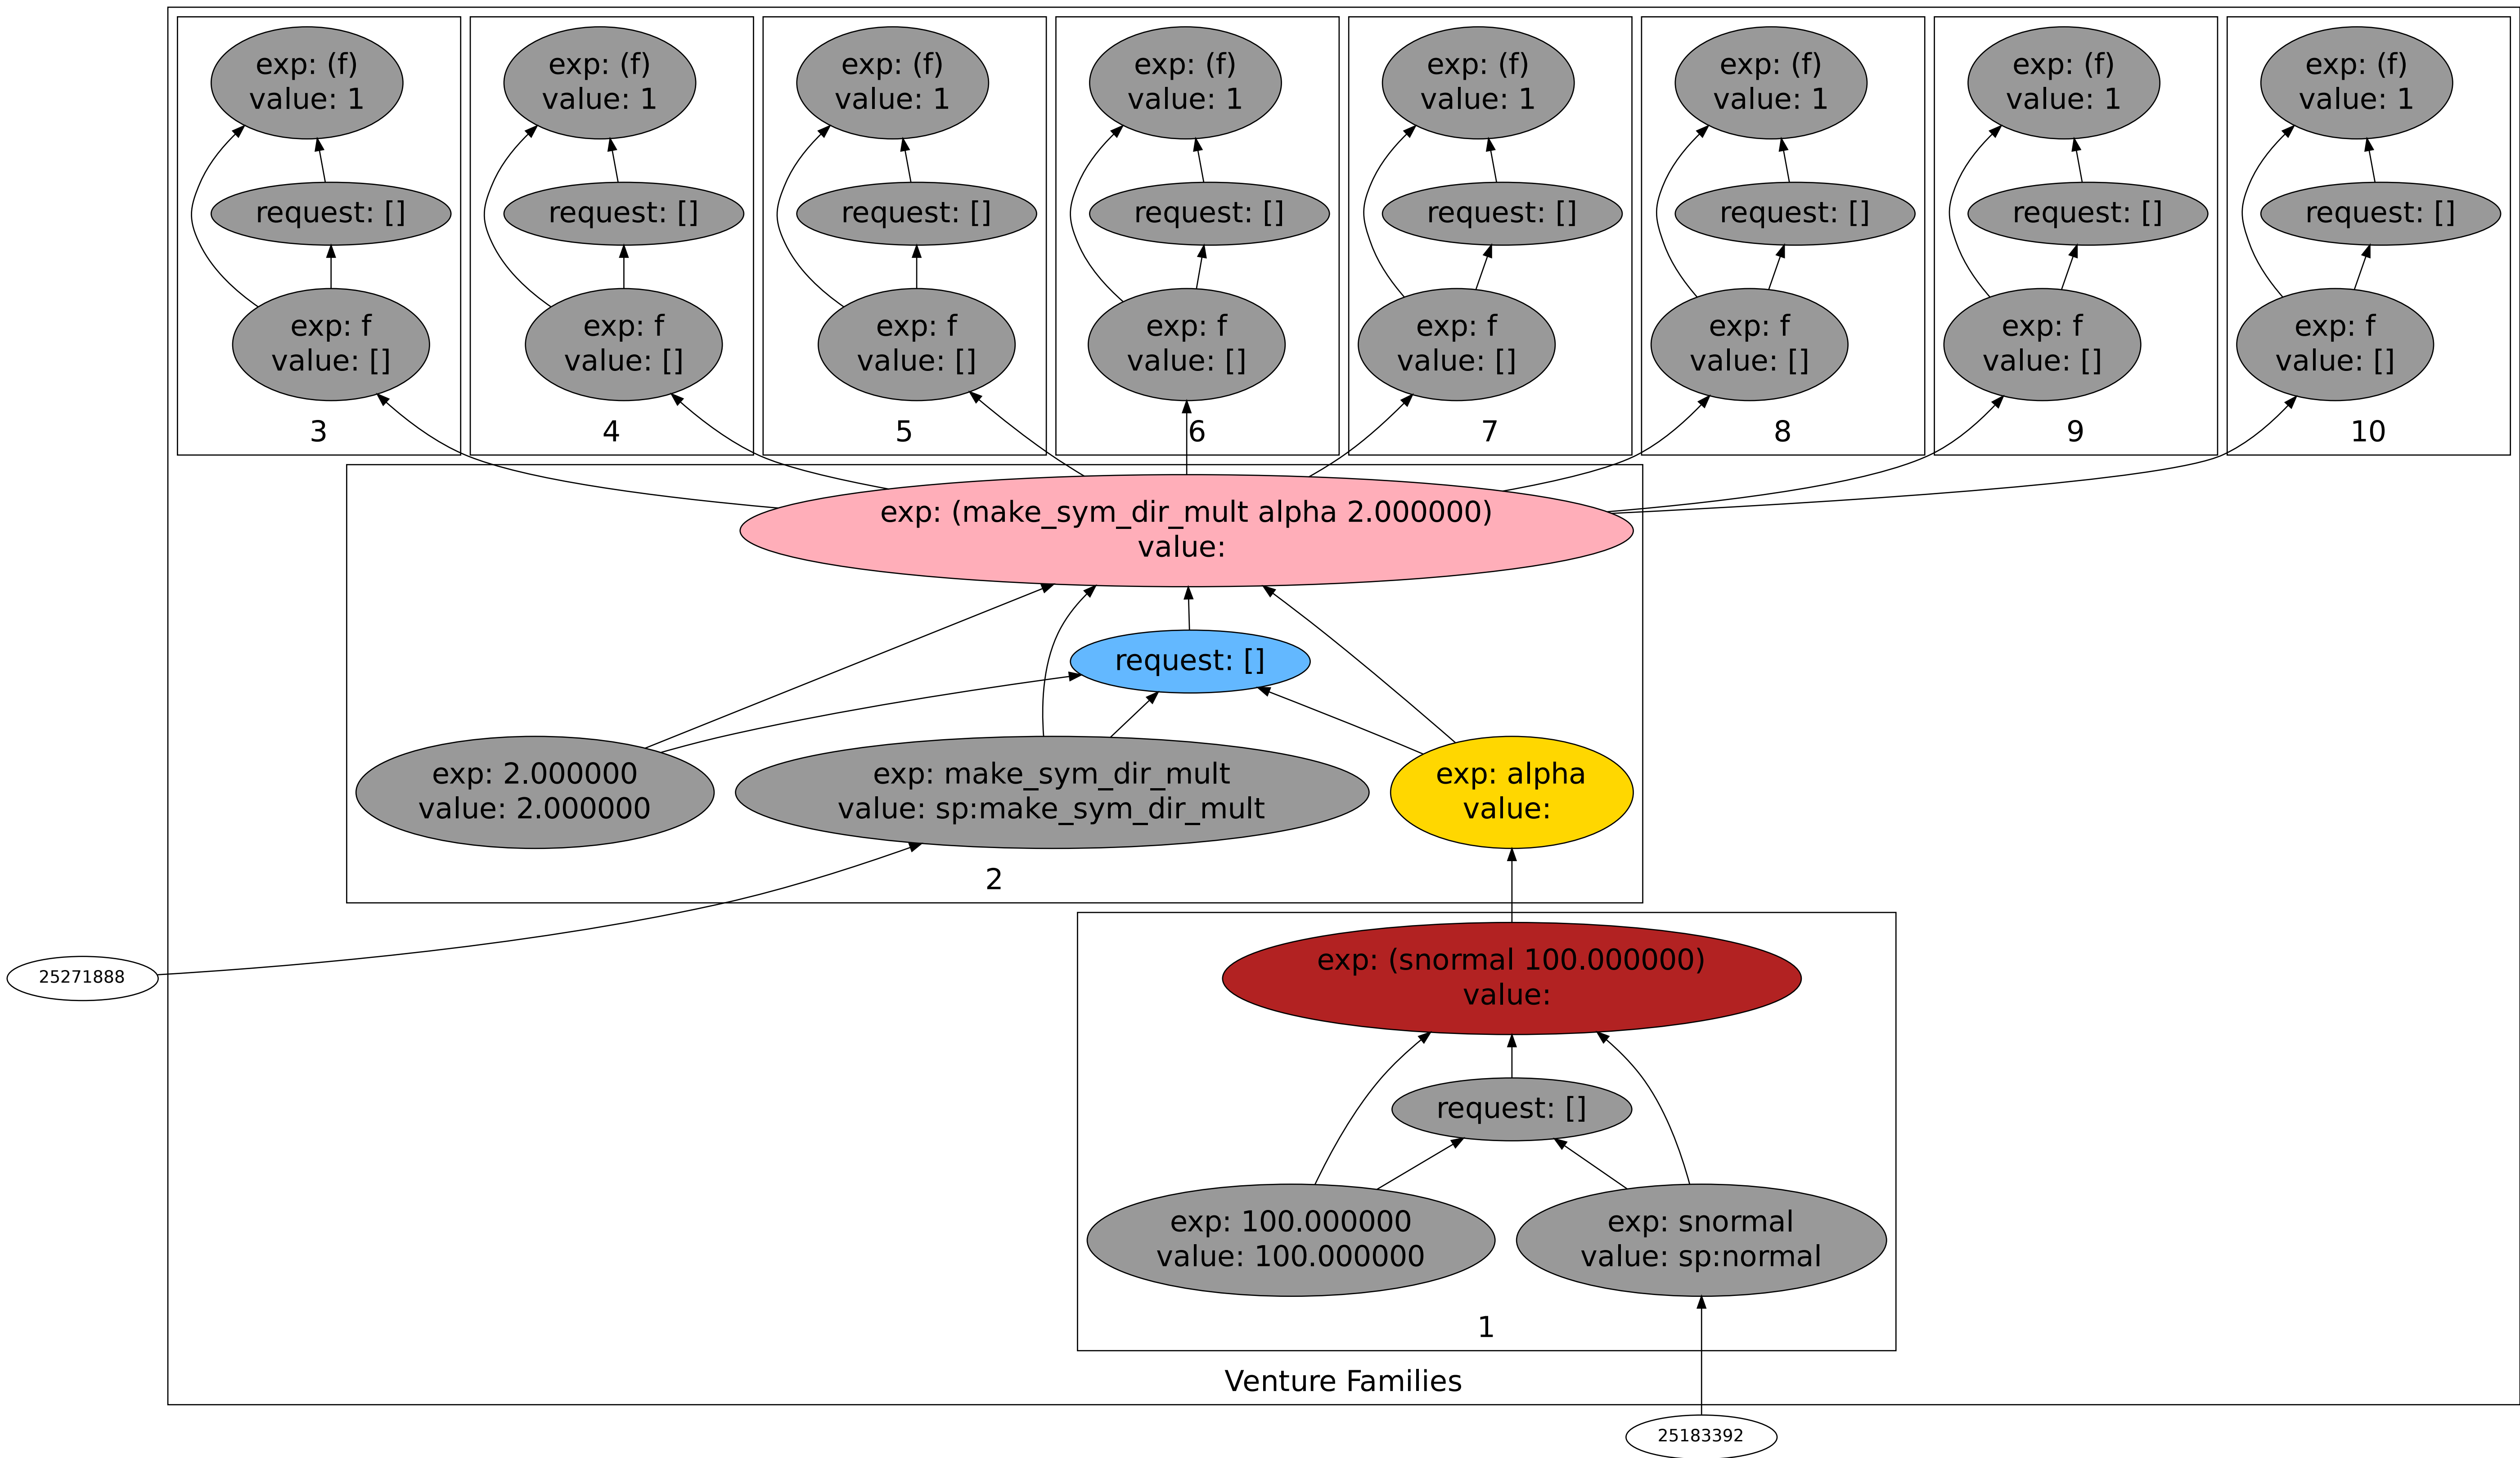 exp: (f)
value: 1
exp: (f)
value: 1
exp: (f)
value: 1
exp: (f)
value: 1
exp: (f)
value: 1
exp: (f)
value: 1
exp: (f)
value: 1
exp: (f)
value: 1
request: []
request: []
request: []
request: []
request: []
request: []
request: []
request: []
exp: f
value: []
exp: f
value: []
exp: f
value: []
exp: f
value: []
exp: f
value: []
exp: f
value: []
exp: f
value: []
exp: f
value: []
3
4
5
6
7
8
9
10
exp: (make_sym_dir_mult alpha 2.000000)
value:
request: []
exp: 2.000000
value: 2.000000
exp: make_sym_dir_mult
value: sp:make_sym_dir_mult
exp: alpha
value:
2
25271888
exp: (snormal 100.000000)
value:
request: []
exp: 100.000000
value: 100.000000
exp: snormal
value: sp:normal
1
Venture Families
25183392